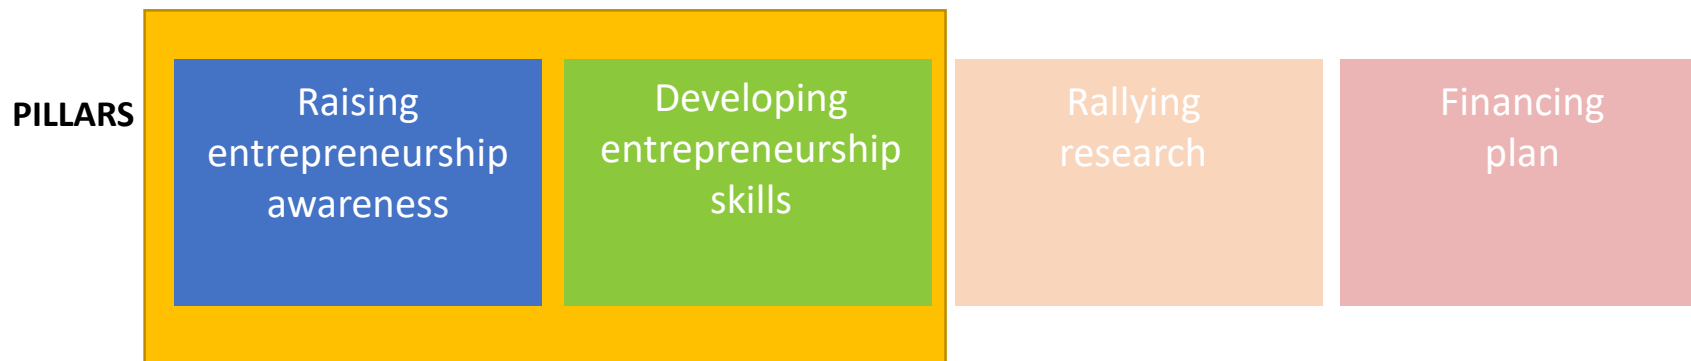 PILLARS
Raising
entrepreneurship
awareness
Developing
entrepreneurship
skills
Rallying
research
Financing
plan